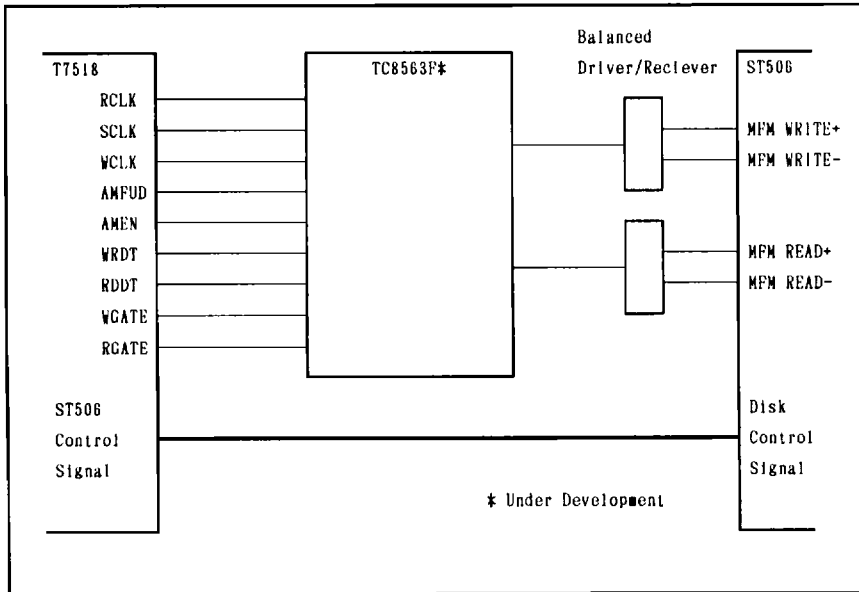 Balanced
Driver/Reciever
T7518
TC8563F*
ST506
RCLK
SCLK
WCLK
AMFUD
AMEN
WRDT
RDDT
WGATE
RGATE
MFM WRITE+
MFM WRITE-
MFM READ+
MFM READ-
ST506
Control
Signal
Disk
Control
Signal
* Under Development